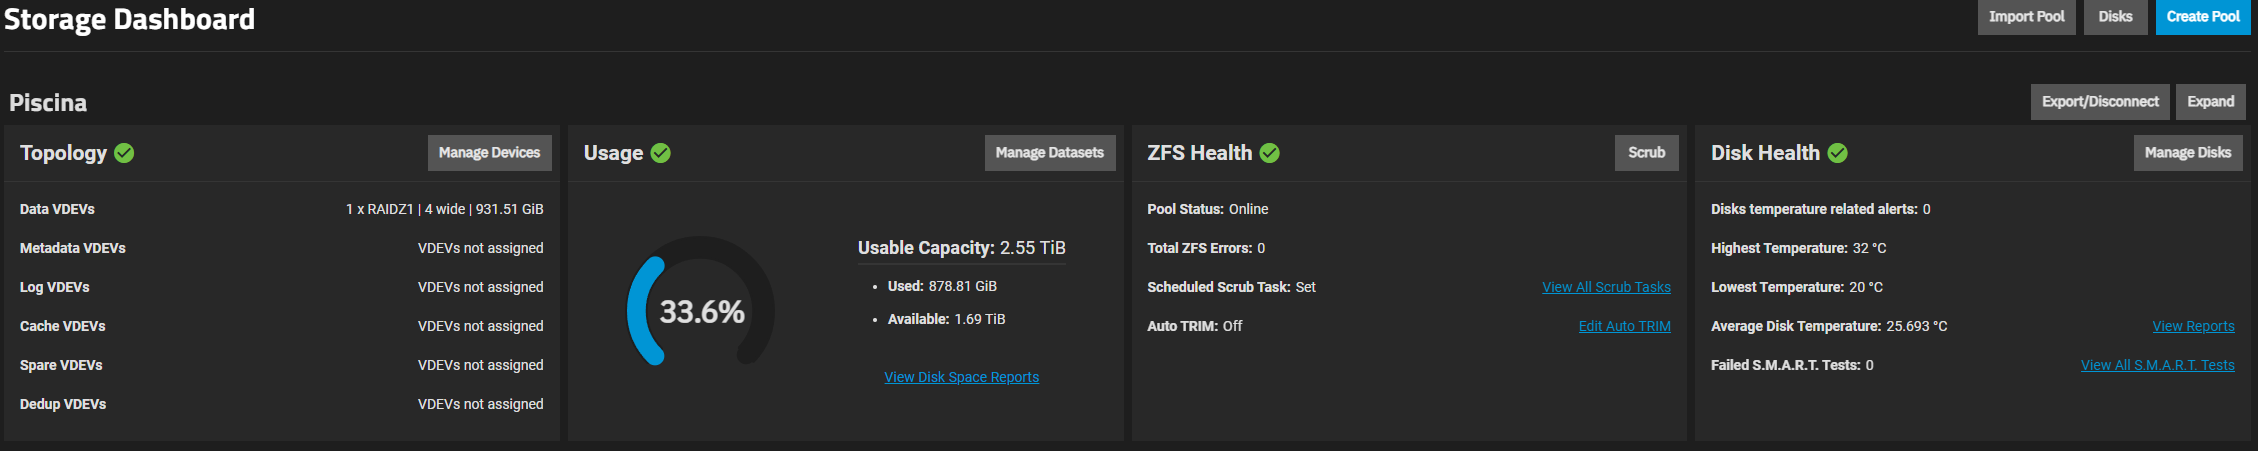 Storage Dashboard
Import Pool
Disks
Create Pool
Piscina
Export/Disconnect
Expand
Topology
Manage Devices
Data VDEVs
1 x RAIDZ1 | 4 wide | 931.51 GiB
Metadata VDEVs
VDEVs not assigned
Log VDEVs
VDEVs not assigned
Cache VDEVs
VDEVs not assigned
Spare VDEVs
VDEVs not assigned
Dedup VDEVs
VDEVs not assigned
Usage
Manage Datasets
33.6%
Usable Capacity: 2.55 TiB
Used: 878.81 GiB
Available: 1.69 TiB
View Disk Space Reports
ZFS Health
Scrub
Pool Status: Online
Total ZFS Errors: 0
Scheduled Scrub Task: Set
View All Scrub Tasks
Auto TRIM: Off
Edit Auto TRIM
Disk Health
Manage Disks
Disks temperature related alerts: 0
Highest Temperature: 32 °C
Lowest Temperature: 20 °C
Average Disk Temperature: 25.693 °C
View Reports
Failed S.M.A.R.T. Tests: 0
View All S.M.A.R.T. Tests